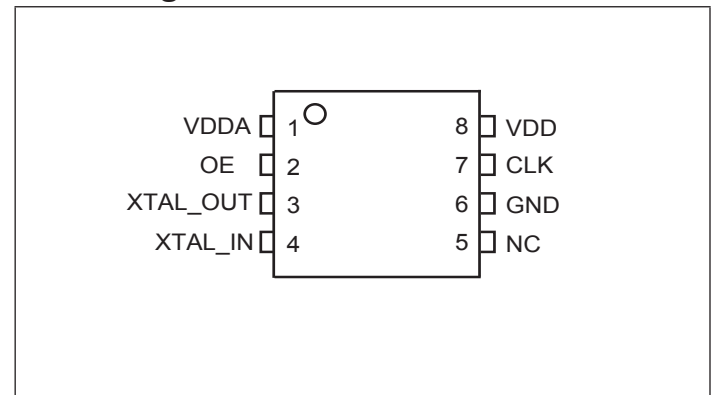 VDDA 1 8 VDD
OE 2 7 CLK
XTAL_OUT 3 6 GND
XTAL_IN 4 5 NC